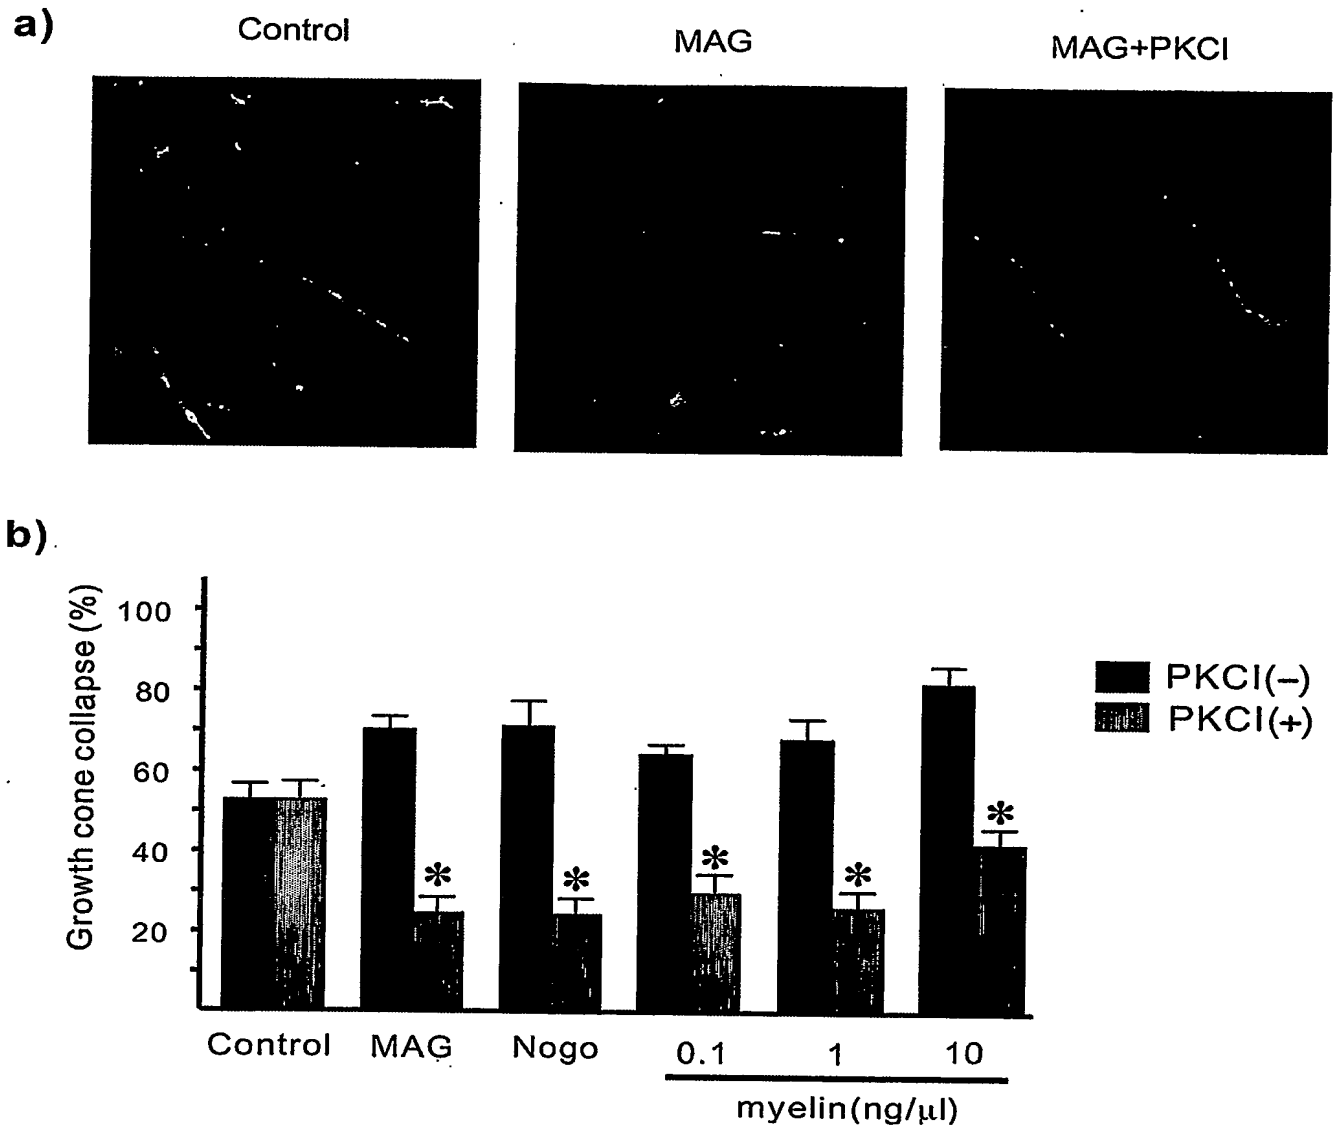 a)
Control
MAG
MAG+PKCI
b)
Growth cone collapse (%)
100
80
60
40
20
*
*
*
*
*
PKCI(–)
PKCI(+)
Control
MAG
Nogo
0.1
1
10
myelin(ng/μl)